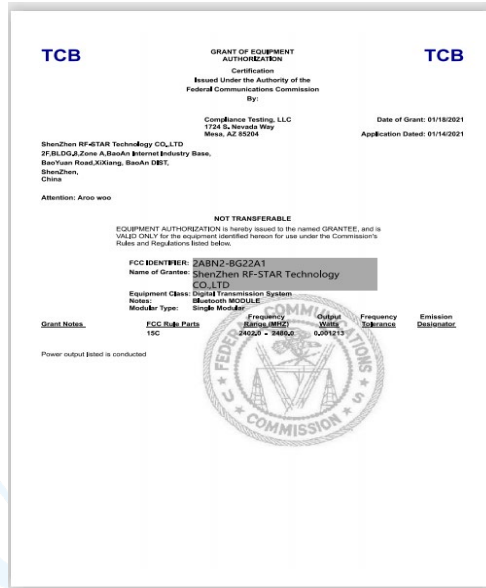 TCB
GRANT OF EQUIPMENT
AUTHORIZATION
TCB
Certification
Issued Under the Authority of the
Federal Communications Commission
By:
Compliance Testing, LLC
1724 S. Nevada Way
Mesa, AZ 85204
Date of Grant: 01/18/2021
Application Dated: 01/14/2021
ShenZhen RF-STAR Technology CO.,LTD
2F,BLDG.8,Zone A,BaoAn Internet Industry Base,
BaoYuan Road,XiXiang, BaoAn DIST,
ShenZhen,
China
Attention: Aroo woo
NOT TRANSFERABLE
EQUIPMENT AUTHORIZATION is hereby issued to the named GRANTEE, and is
VALID ONLY for the equipment identified hereon for use under the Commission's
Rules and Regulations listed below.
FCC IDENTIFIER: 2ABN2-BG22A1
Name of Grantee: ShenZhen RF-STAR Technology
CO.,LTD
Equipment Class: Digital Transmission System
Notes: Bluetooth MODULE
Modular Type: Single Modular
Grant Notes FCC Rule Parts Frequency Range (MHZ) Output Watts Frequency Tolerance Emission Designator
15C 2402.0 - 2480.0 0.001213
Power output listed is conducted
FEDERAL COMMUNICATIONS COMMISSION
U S